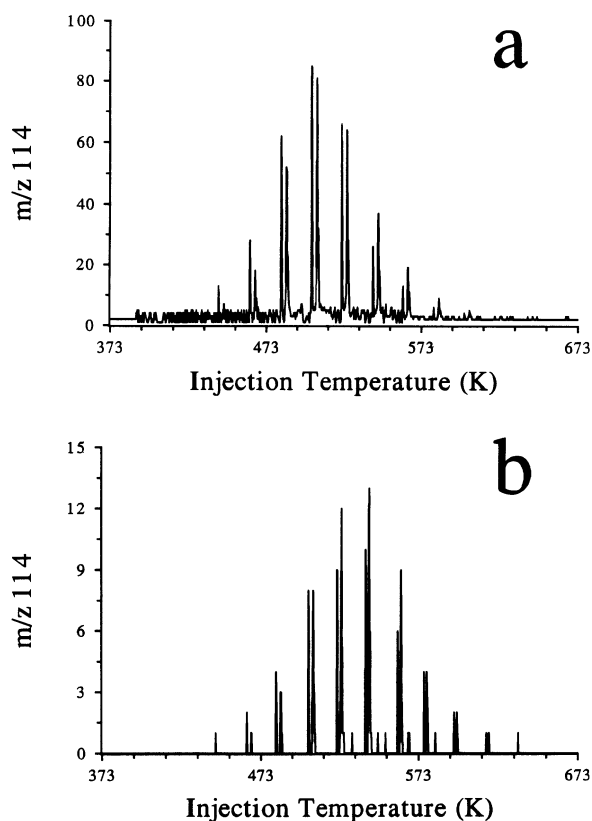 a
100
80
60
40
20
0
m/z 114
373 473 573 673
Injection Temperature (K)
b
15
12
9
6
3
0
m/z 114
373 473 573 673
Injection Temperature (K)